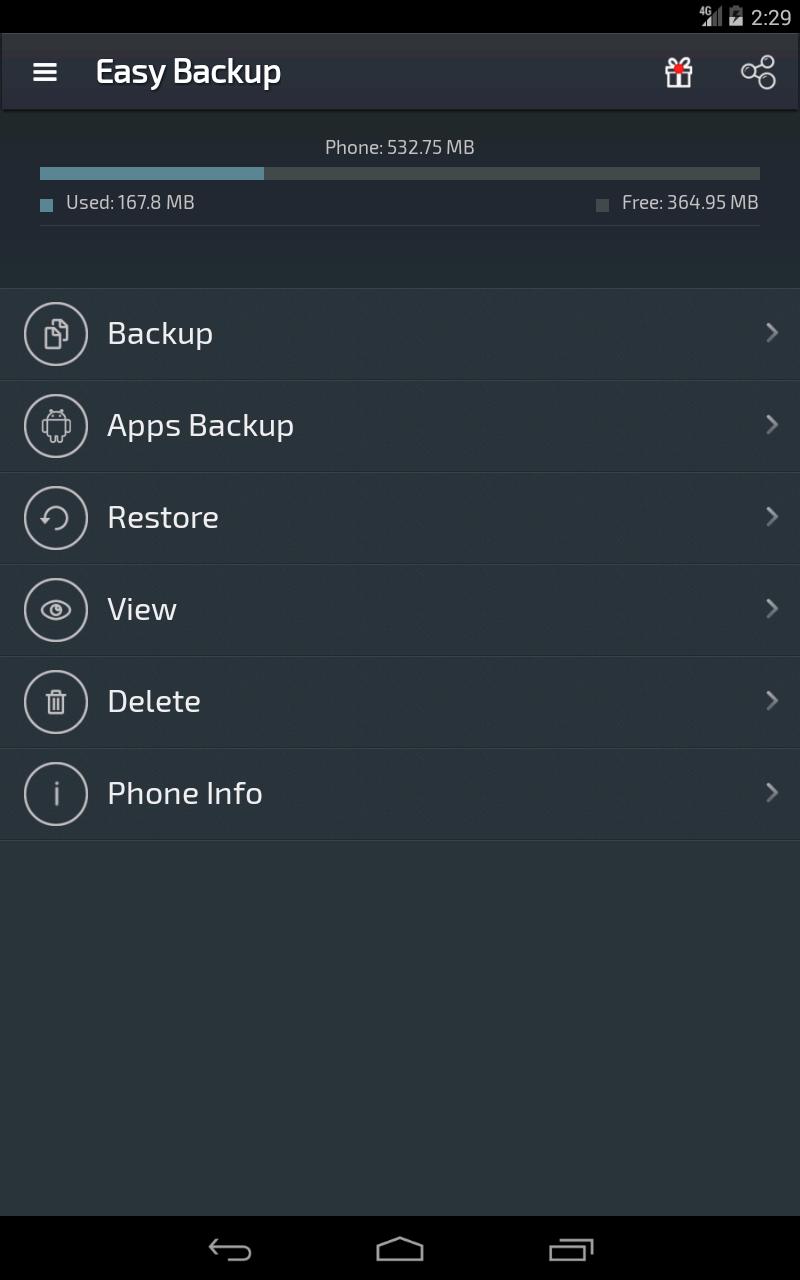 4G 2:29
Easy Backup
Phone: 532.75 MB
Used: 167.8 MB Free: 364.95 MB
Backup
Apps Backup
Restore
View
Delete
Phone Info